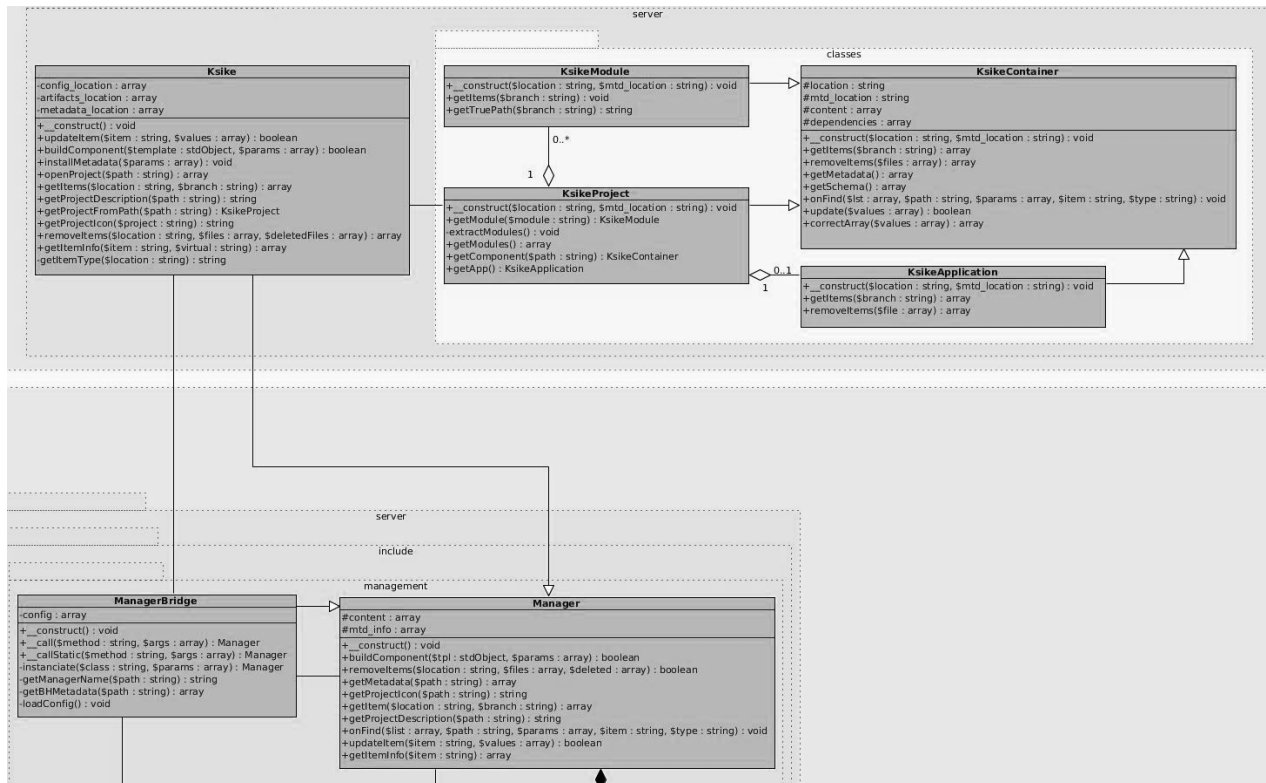 server
classes
Ksike
-config_location : array
-artifacts_location : array
-metadata_location : array
+__construct() : void
+updateItem($item : string, $values : array) : boolean
+buildComponent($template : stdObject, $params : array) : boolean
+installMetadata($params : array) : void
+openProject($path : string) : array
+getItems($location : string, $branch : string) : array
+getProjectDescription($path : string) : string
+getProjectFromPath($path : string) : KsikeProject
+getProjectIcon($project : string) : string
+removeItems($location : string, $files : array, $deletedFiles : array) : array
+getItemInfo($item : string, $virtual : string) : array
-getItemType($location : string) : string
KsikeModule
+__construct($location : string, $mtd_location : string) : void
+getItems($branch : string) : void
+getTruePath($branch : string) : string
0..*
1
KsikeProject
+__construct($location : string, $mtd_location : string) : void
+getModule($module : string) : KsikeModule
-extractModules() : void
+getModules() : array
+getComponent($path : string) : KsikeContainer
+getApp() : KsikeApplication
KsikeContainer
#location : string
#mtd_location : string
#content : array
#dependencies : array
+__construct($location : string, $mtd_location : string) : void
+getItems($branch : string) : array
+removeItems($files : array) : array
+getMetadata() : array
+getSchema() : array
+onFind($lst : array, $path : string, $params : array, $item : string, $type : string) : void
+update($values : array) : boolean
+correctArray($values : array) : array
0..1
1
KsikeApplication
+__construct($location : string, $mtd_location : string) : void
+getItems($branch : string) : array
+removeItems($file : array) : array
server
include
management
ManagerBridge
-config : array
+__construct() : void
+__call($method : string, $args : array) : Manager
+__callStatic($method : string, $args : array) : Manager
-instanciate($class : string, $params : array) : Manager
-getManagerName($path : string) : string
-getBHMetadata($path : string) : array
-loadConfig() : void
Manager
#content : array
#mtd_info : array
+__construct() : void
+buildComponent($tpl : stdObject, $params : array) : boolean
+removeItems($location : string, $files : array, $deleted : array) : boolean
+getMetadata($path : string) : array
+getProjectIcon($path : string) : string
+getItem($location : string, $branch : string) : array
+getProjectDescription($path : string) : string
+onFind($list : array, $path : string, $params : array, $item : string, $type : string) : void
+updateItem($item : string, $values : array) : boolean
+getItemInfo($item : string) : array